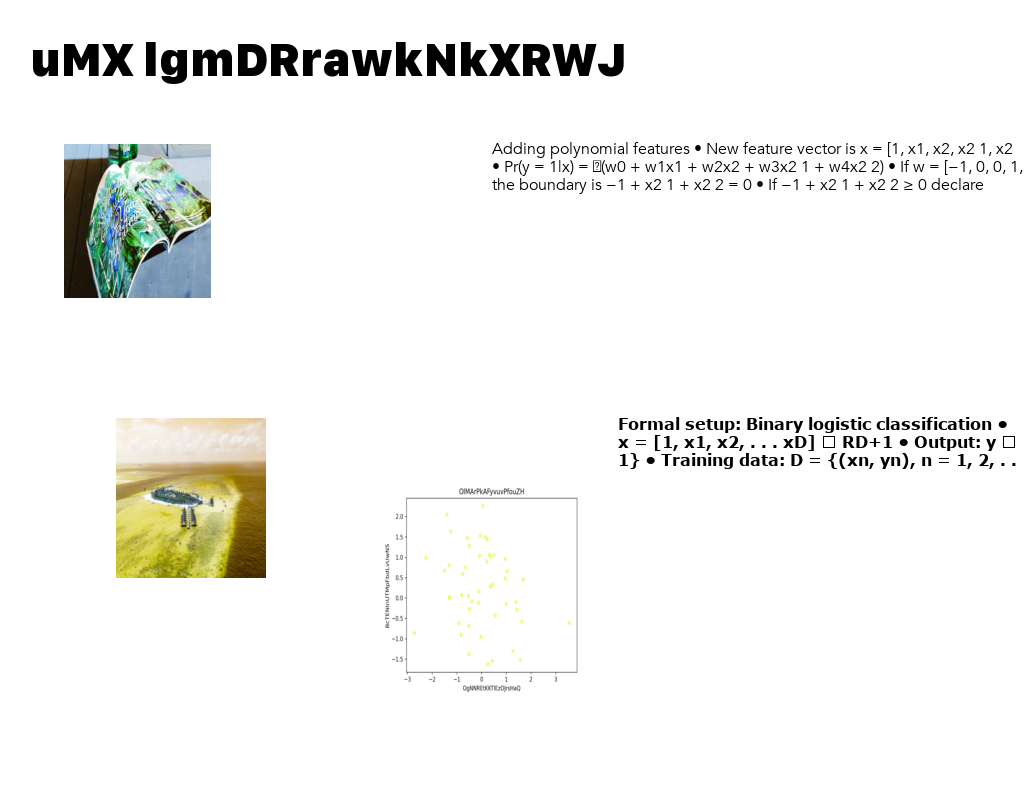 uMX lgmDRrawkNkXRWJ
Adding polynomial features • New feature vector is x = [1, x1, x2, x2 1, x2
• Pr(y = 1|x) = (w0 + w1x1 + w2x2 + w3x2 1 + w4x2 2) • If w = [−1, 0, 0, 1,
the boundary is −1 + x2 1 + x2 2 = 0 • If −1 + x2 1 + x2 2 ≥ 0 declare
Formal setup: Binary logistic classification •
x = [1, x1, x2, . . . xD] □ RD+1 • Output: y □
1} • Training data: D = {(xn, yn), n = 1, 2, . .
2.0
1.5
1.0
0.5
0.0
−0.5
−1.0
−1.5
−3 −2 −1 0 1 2 3